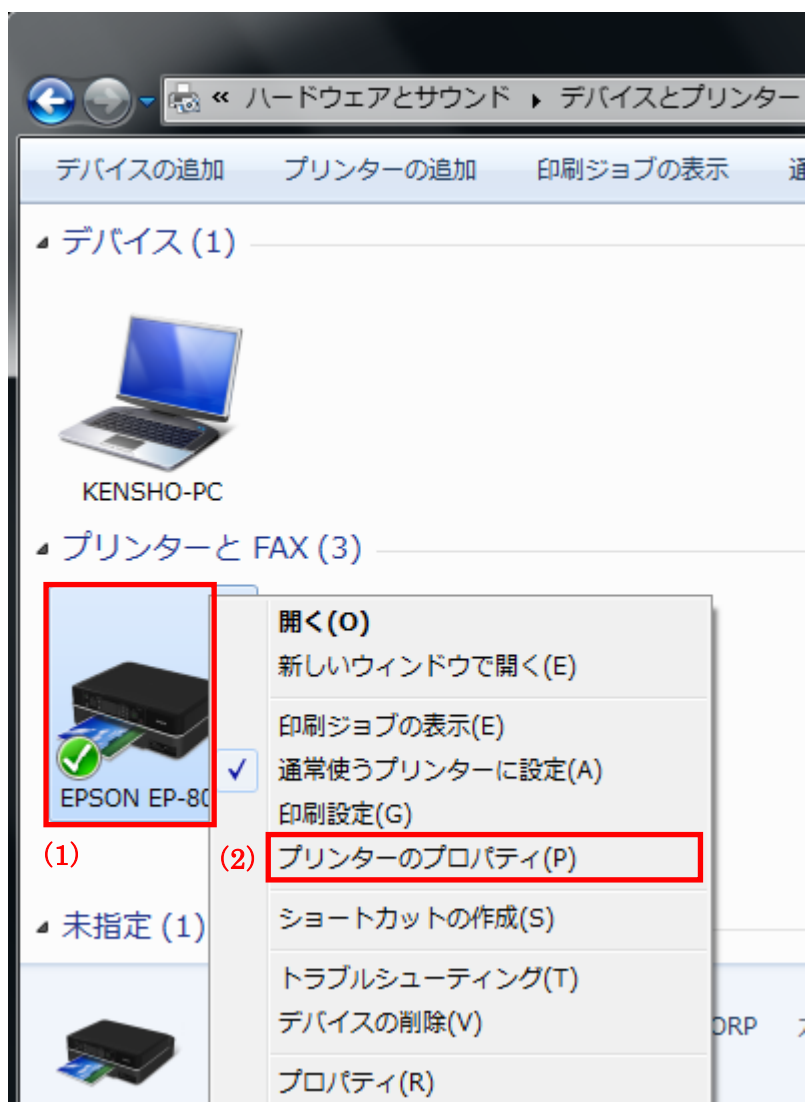 « ハードウェアとサウンド ▸ デバイスとプリンター
デバイスの追加 プリンターの追加 印刷ジョブの表示
デバイス (1)
KENSHO-PC
プリンターと FAX (3)
開く(O)
新しいウィンドウで開く(E)
印刷ジョブの表示(E)
通常使うプリンターに設定(A)
EPSON EP-80
印刷設定(G)
(1)
(2)
プリンターのプロパティ(P)
未指定 (1)
ショートカットの作成(S)
トラブルシューティング(T)
デバイスの削除(V)
ORP
プロパティ(R)